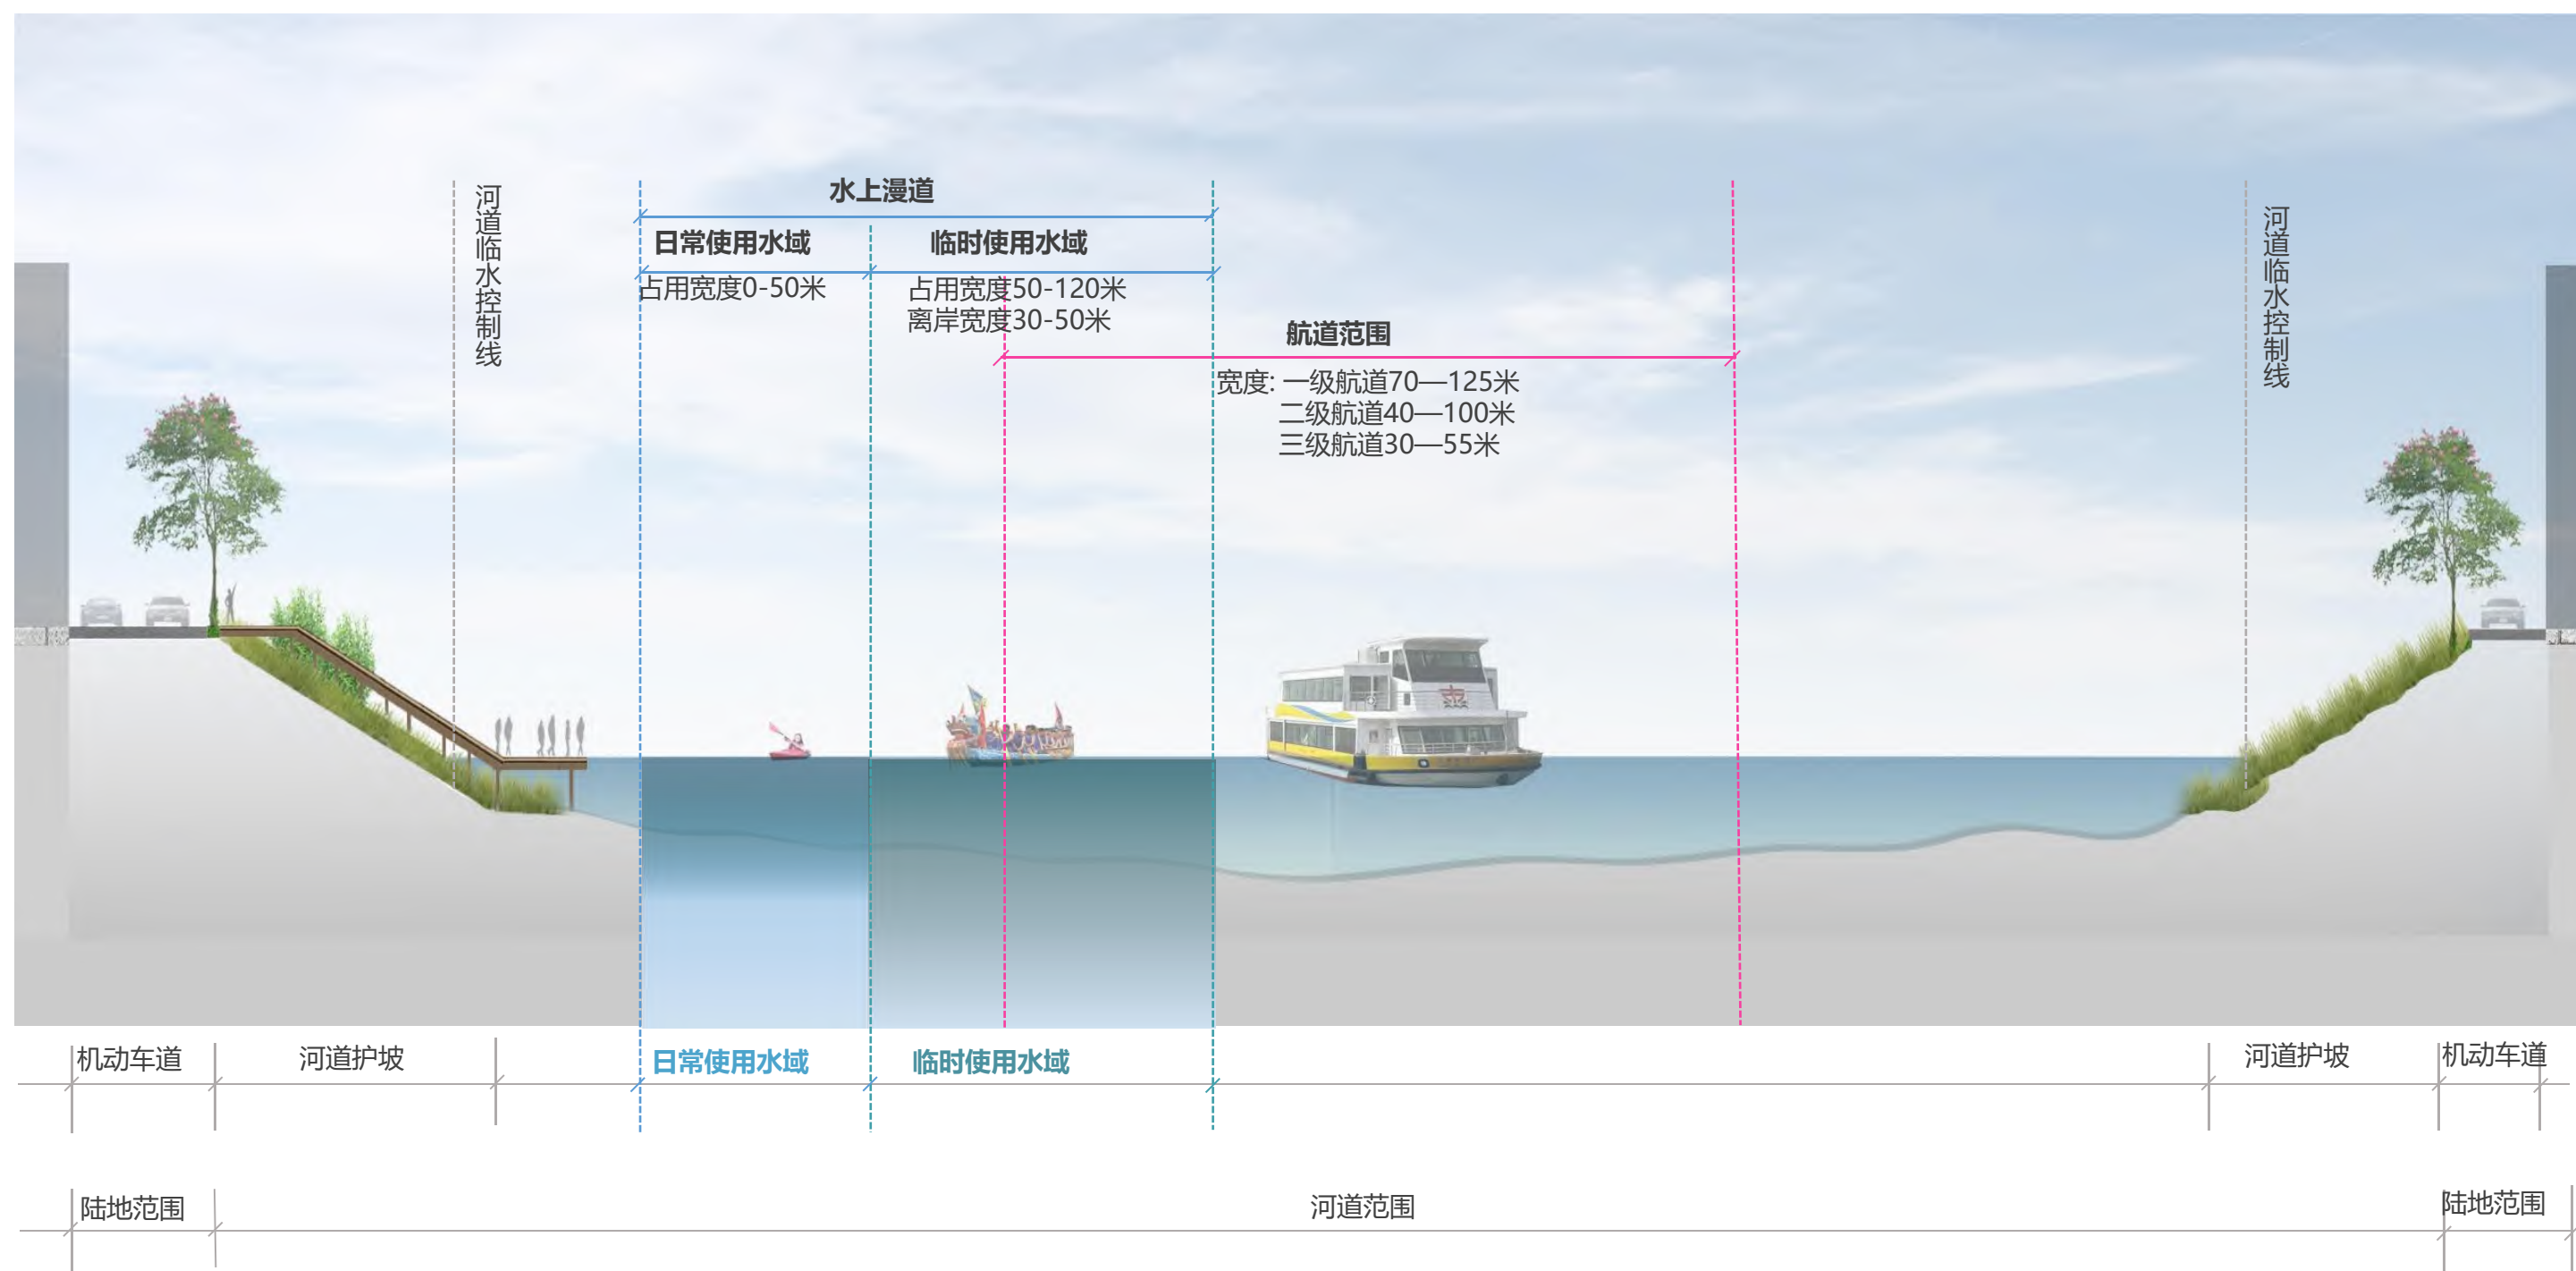 水上漫道
河道临水控制线
河道临水控制线
日常使用水域
临时使用水域
占用宽度0-50米
占用宽度50-120米
离岸宽度30-50米
航道范围
宽度: 一级航道70—125米
二级航道40—100米
三级航道30—55米
机动车道
河道护坡
日常使用水域
临时使用水域
河道护坡
机动车道
陆地范围
河道范围
陆地范围